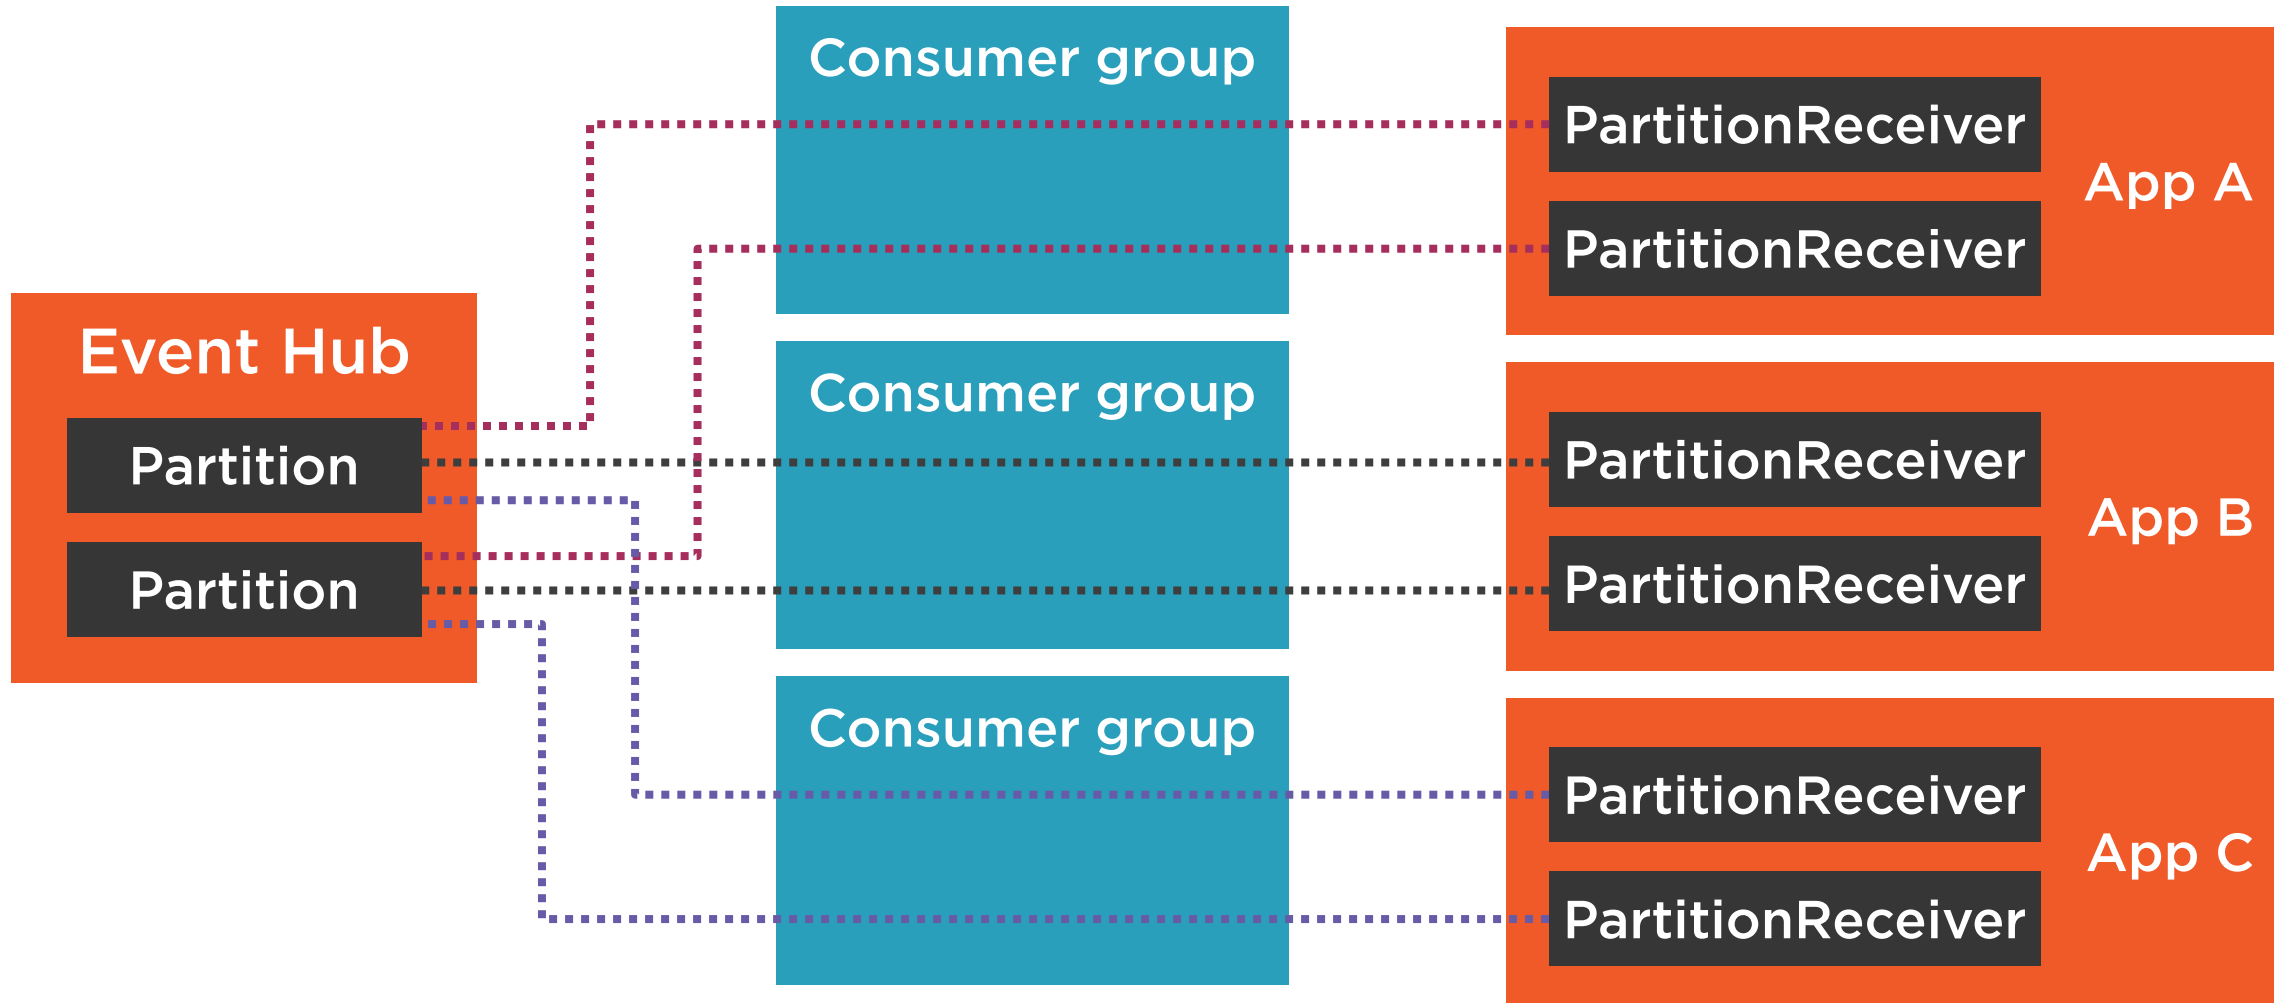 Event Hub
Partition
Partition
Consumer group
Consumer group
Consumer group
PartitionReceiver
PartitionReceiver
App A
PartitionReceiver
PartitionReceiver
App B
PartitionReceiver
PartitionReceiver
App C